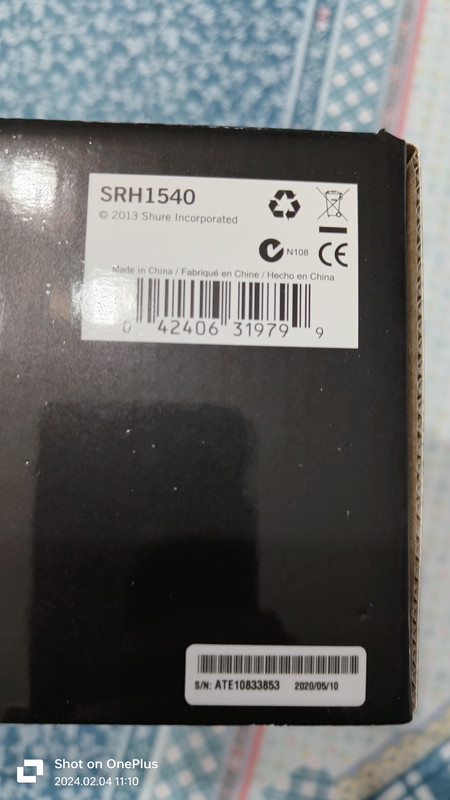 SRH1540
© 2013 Shure Incorporated
N108
CE
Made in China / Fabriqué en Chine / Hecho en China
0 42406 31979 9
S/N: ATE10833853 2020/05/10
Shot on OnePlus
2024.02.04 11:10